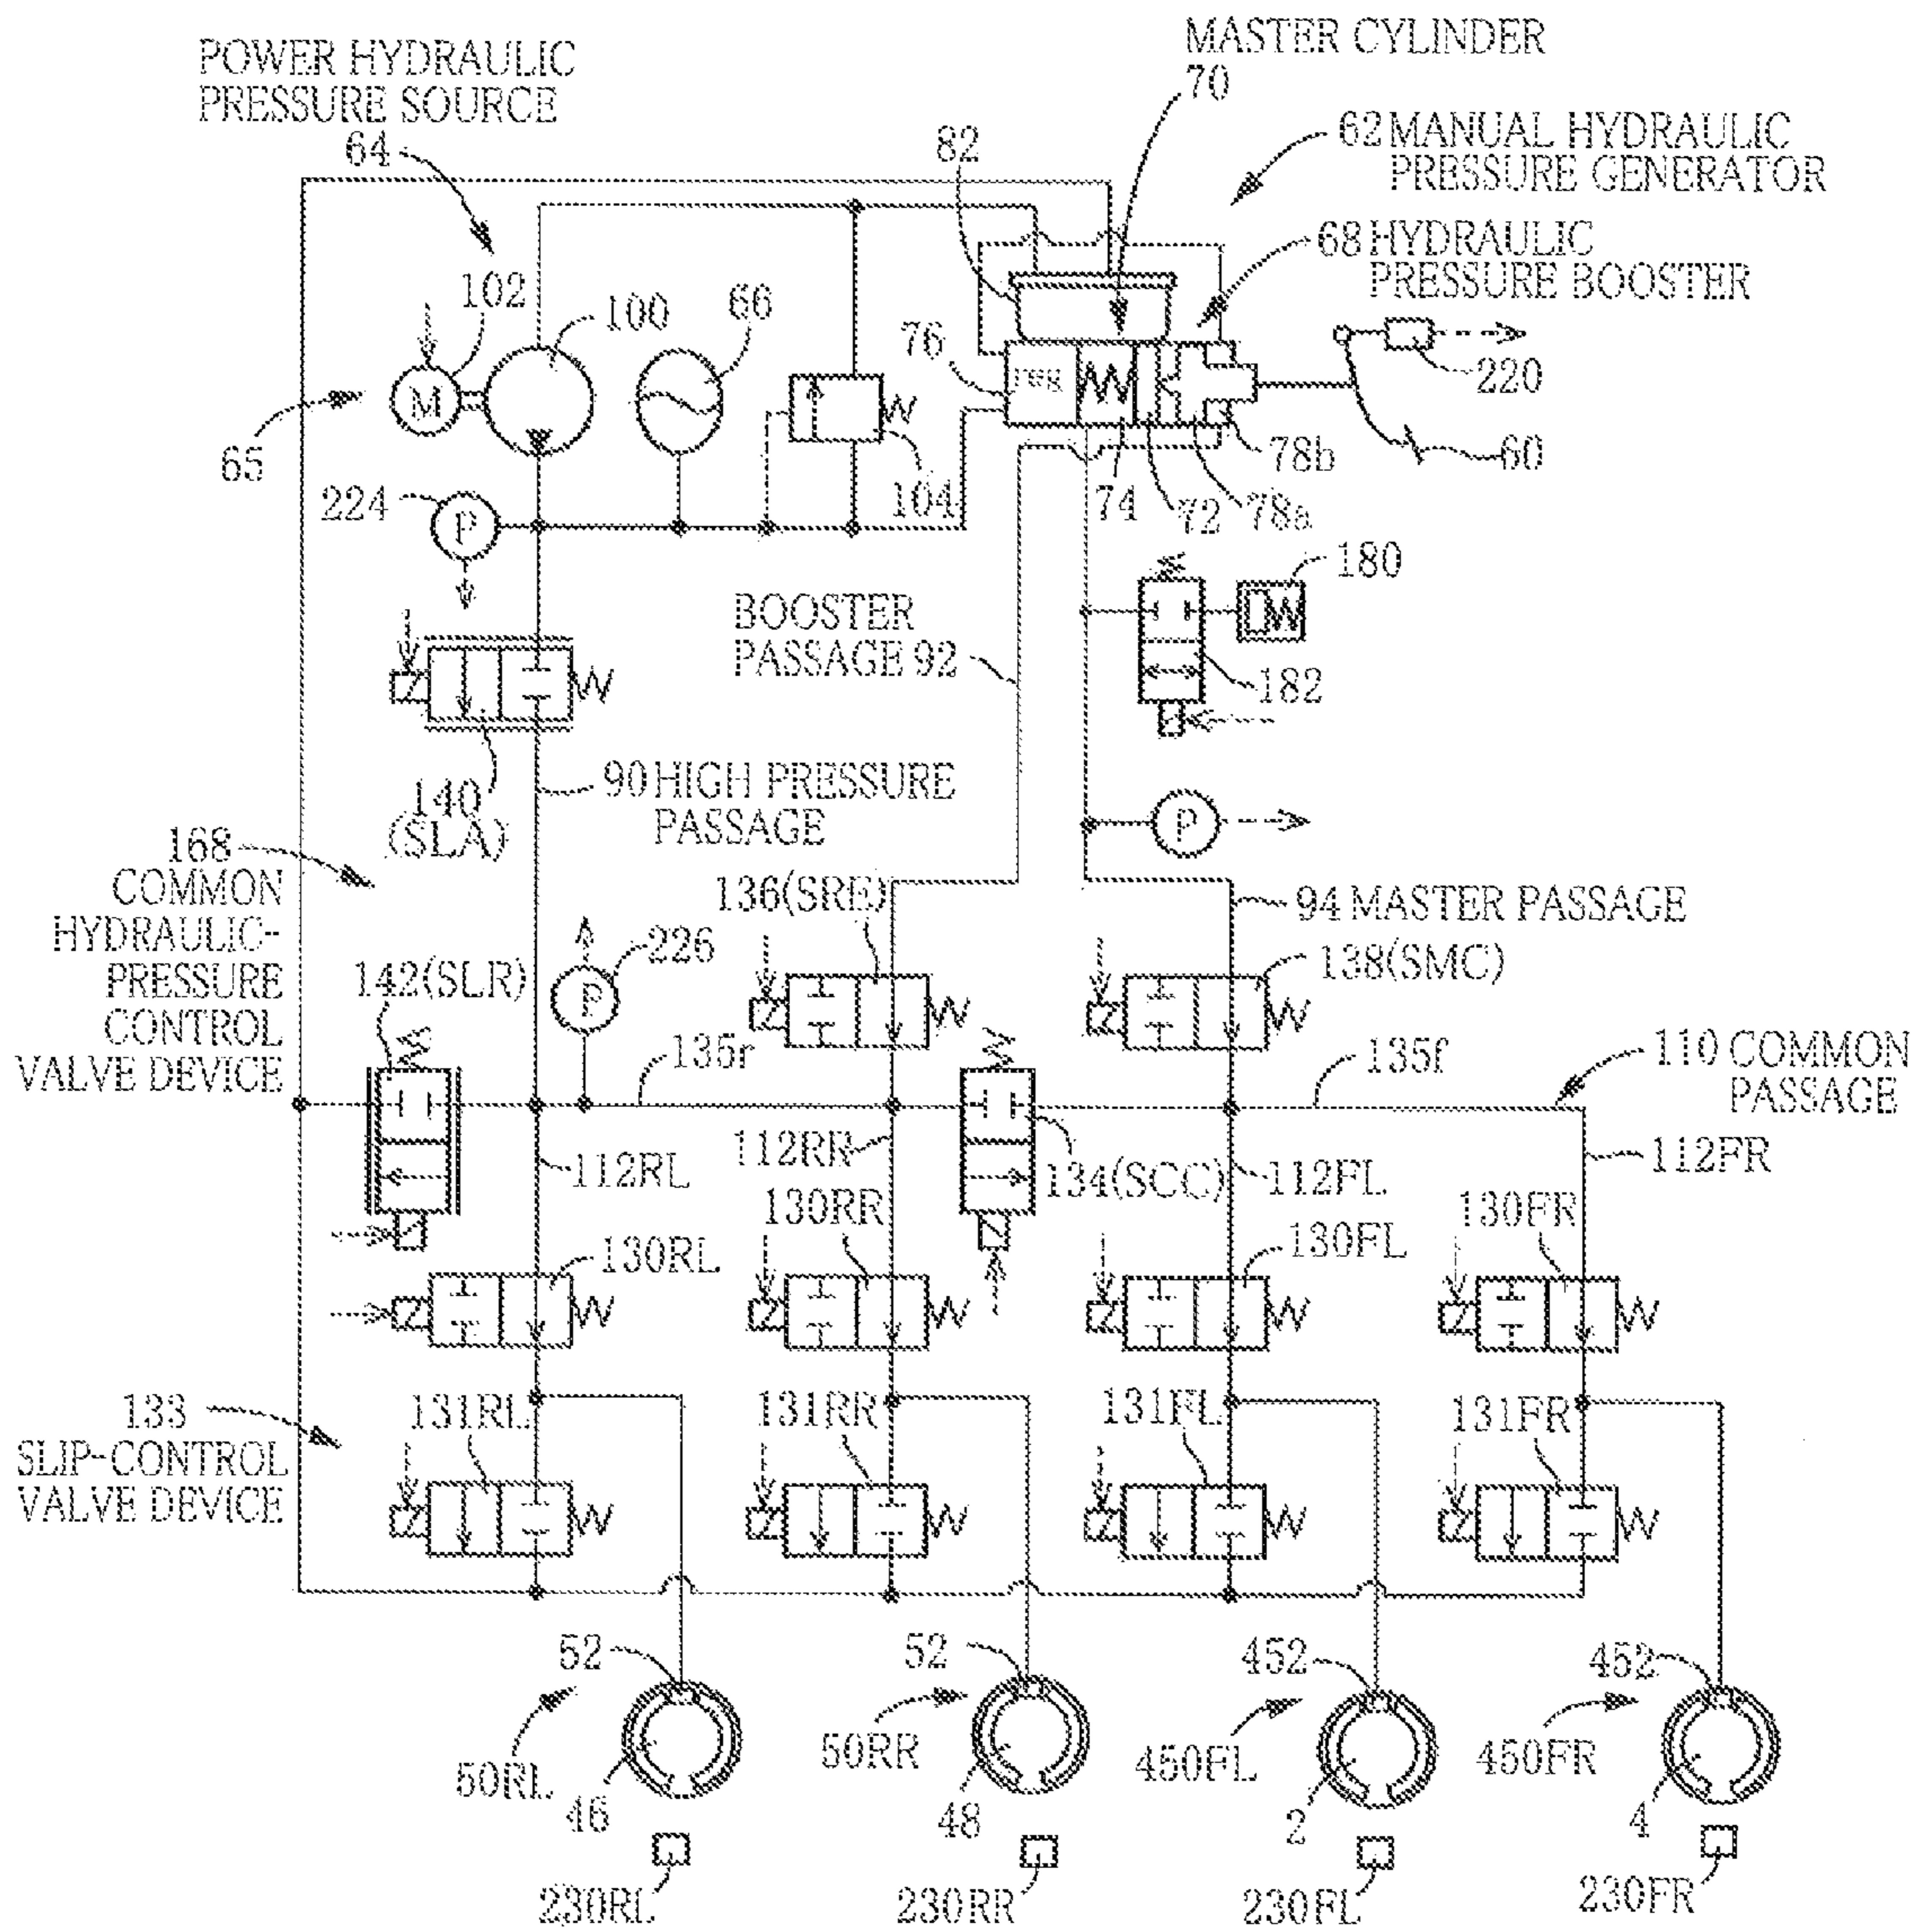 MASTER CYLINDER
70
POWER HYDRAULIC
PRESSURE SOURCE
64
82
62 MANUAL HYDRAULIC
PRESSURE GENERATOR
68 HYDRAULIC
PRESSURE BOOSTER
102
100
66
76
reg
220
M
65
104
74
72
78a
78b
60
224
P
180
BOOSTER
PASSAGE 92
182
140
(SLA)
90 HIGH PRESSURE
PASSAGE
P
168
COMMON
HYDRAULIC-
PRESSURE
CONTROL
VALVE DEVICE
136(SRE)
94 MASTER PASSAGE
142(SLR)
226
P
138(SMC)
135r
135f
110 COMMON
PASSAGE
112RL
112RR
134(SCC)
112FL
112FR
130RL
130RR
130FL
130FR
133
SLIP-CONTROL
VALVE DEVICE
131RL
131RR
131FL
131FR
52
52
452
452
50RL
46
50RR
48
450FL
2
450FR
4
230RL
230RR
230FL
230FR